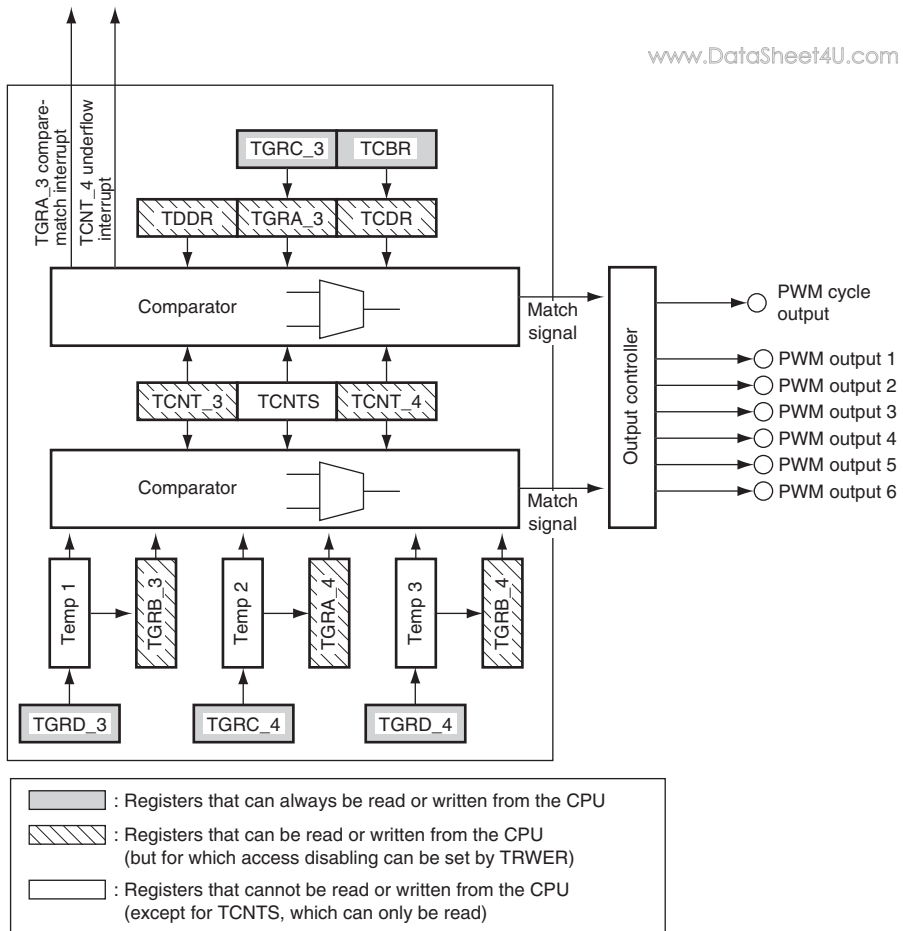 www.DataSheet4U.com
TGRA_3 compare-
match interrupt
TCNT_4 underflow
interrupt
TGRC_3
TCBR
TDDR
TGRA_3
TCDR
Comparator
Match
signal
PWM cycle
output
Output controller
PWM output 1
PWM output 2
PWM output 3
PWM output 4
PWM output 5
PWM output 6
TCNT_3
TCNTS
TCNT_4
Comparator
Match
signal
Temp 1
TGRB_3
Temp 2
TGRA_4
Temp 3
TGRB_4
TGRD_3
TGRC_4
TGRD_4
: Registers that can always be read or written from the CPU
: Registers that can be read or written from the CPU
(but for which access disabling can be set by TRWER)
: Registers that cannot be read or written from the CPU
(except for TCNTS, which can only be read)